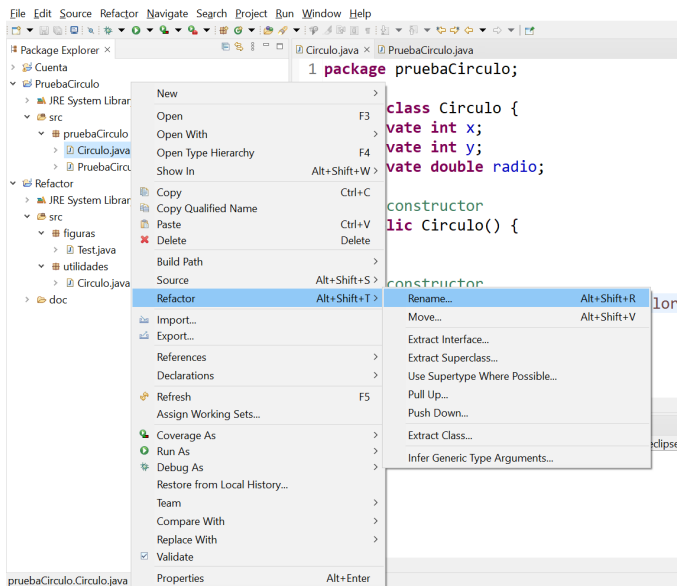 File Edit Source Refactor Navigate Search Project Run Window Help
Package Explorer ×
Circulo.java × PruebaCirculo.java
Cuenta
PruebaCirculo
JRE System Librar
src
pruebaCirculo
Circulo.java
PruebaCircu
Refactor
JRE System Librar
src
figuras
Test.java
utilidades
Circulo.java
doc
1 package pruebaCirculo;
class Circulo {
vate int x;
vate int y;
vate double radio;
constructor
lic Circulo() {
constructor
lor
New
Open F3
Open With
Open Type Hierarchy F4
Show In Alt+Shift+W
Copy Ctrl+C
Copy Qualified Name
Paste Ctrl+V
Delete Delete
Build Path
Source Alt+Shift+S
Refactor Alt+Shift+T
Import...
Export...
References
Declarations
Refresh F5
Assign Working Sets...
Coverage As
Run As
Debug As
Restore from Local History...
Team
Compare With
Replace With
Validate
Properties Alt+Enter
Rename... Alt+Shift+R
Move... Alt+Shift+V
Extract Interface...
Extract Superclass...
Use Supertype Where Possible...
Pull Up...
Push Down...
Extract Class...
Infer Generic Type Arguments...
eclipse
pruebaCirculo.Circulo.java